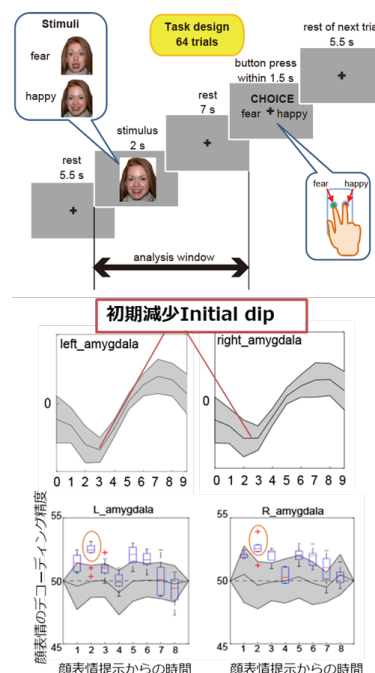 Stimuli
fear
happy
Task design
64 trials
rest of next tria
5.5 s
button press
within 1.5 s
CHOICE
fear + happy
rest
7 s
stimulus
2 s
rest
5.5 s
fear happy
analysis window
初期減少Initial dip
left_amygdala
right_amygdala
0
0
0 1 2 3 4 5 6 7 8 9
0 1 2 3 4 5 6 7 8 9
顔表情のデコーディング精度
L_amygdala
R_amygdala
55
50
45
55
50
45
1 2 3 4 5 6 7 8
1 2 3 4 5 6 7 8
顔表情提示からの時間
顔表情提示からの時間